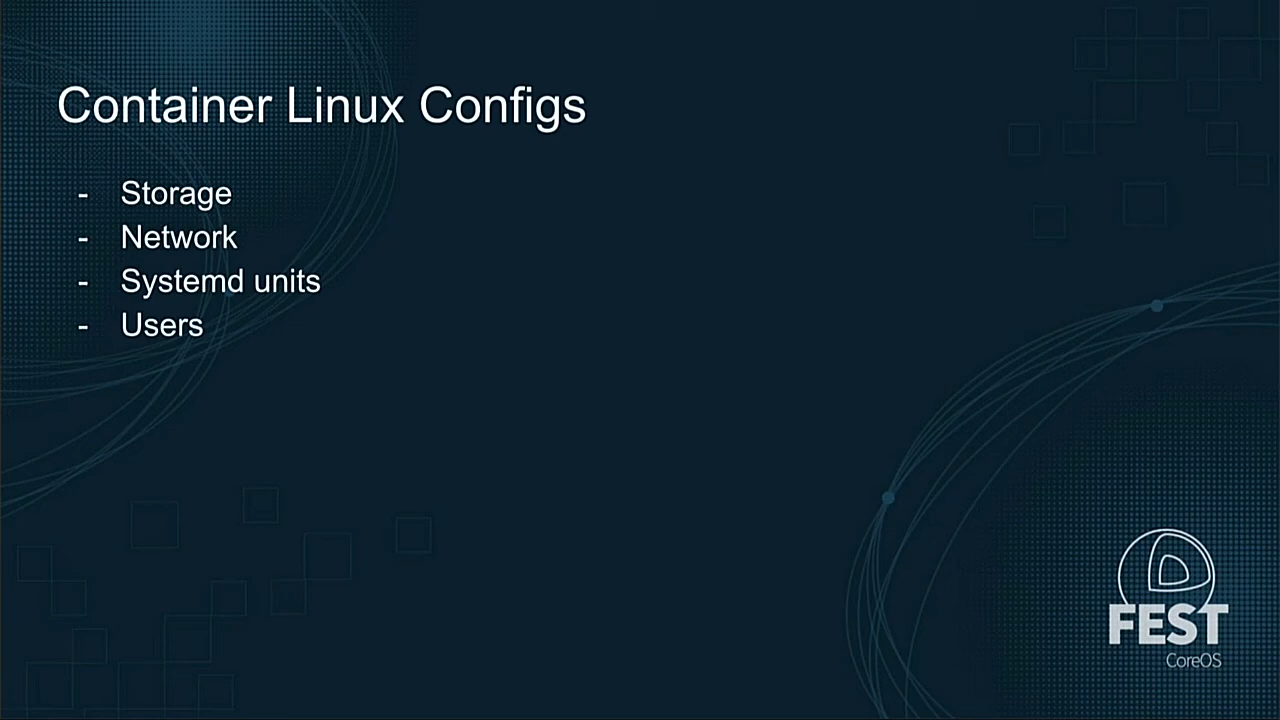 Container Linux Configs
- Storage
- Network
- Systemd units
- Users
FEST
CoreOS